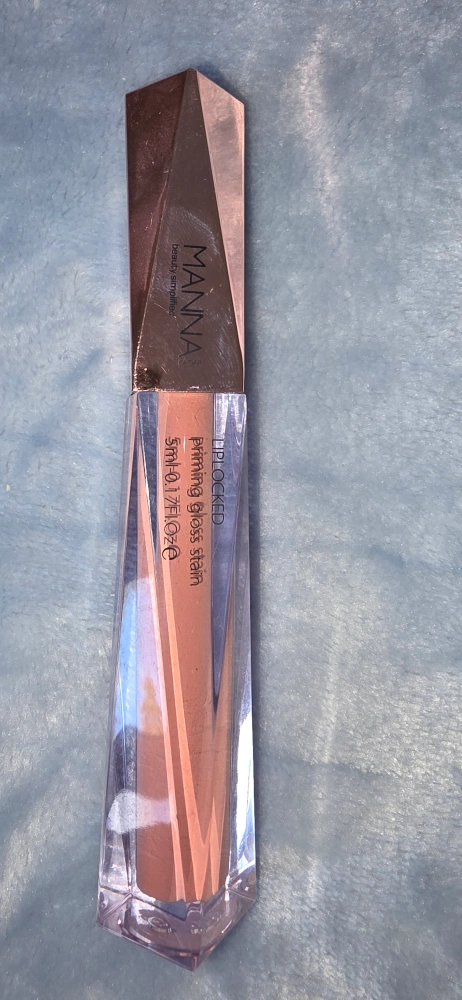 MANNA
beauty simplified
LIPLOCKED
priming gloss stain
5ml-0.17Fl.Oz℮